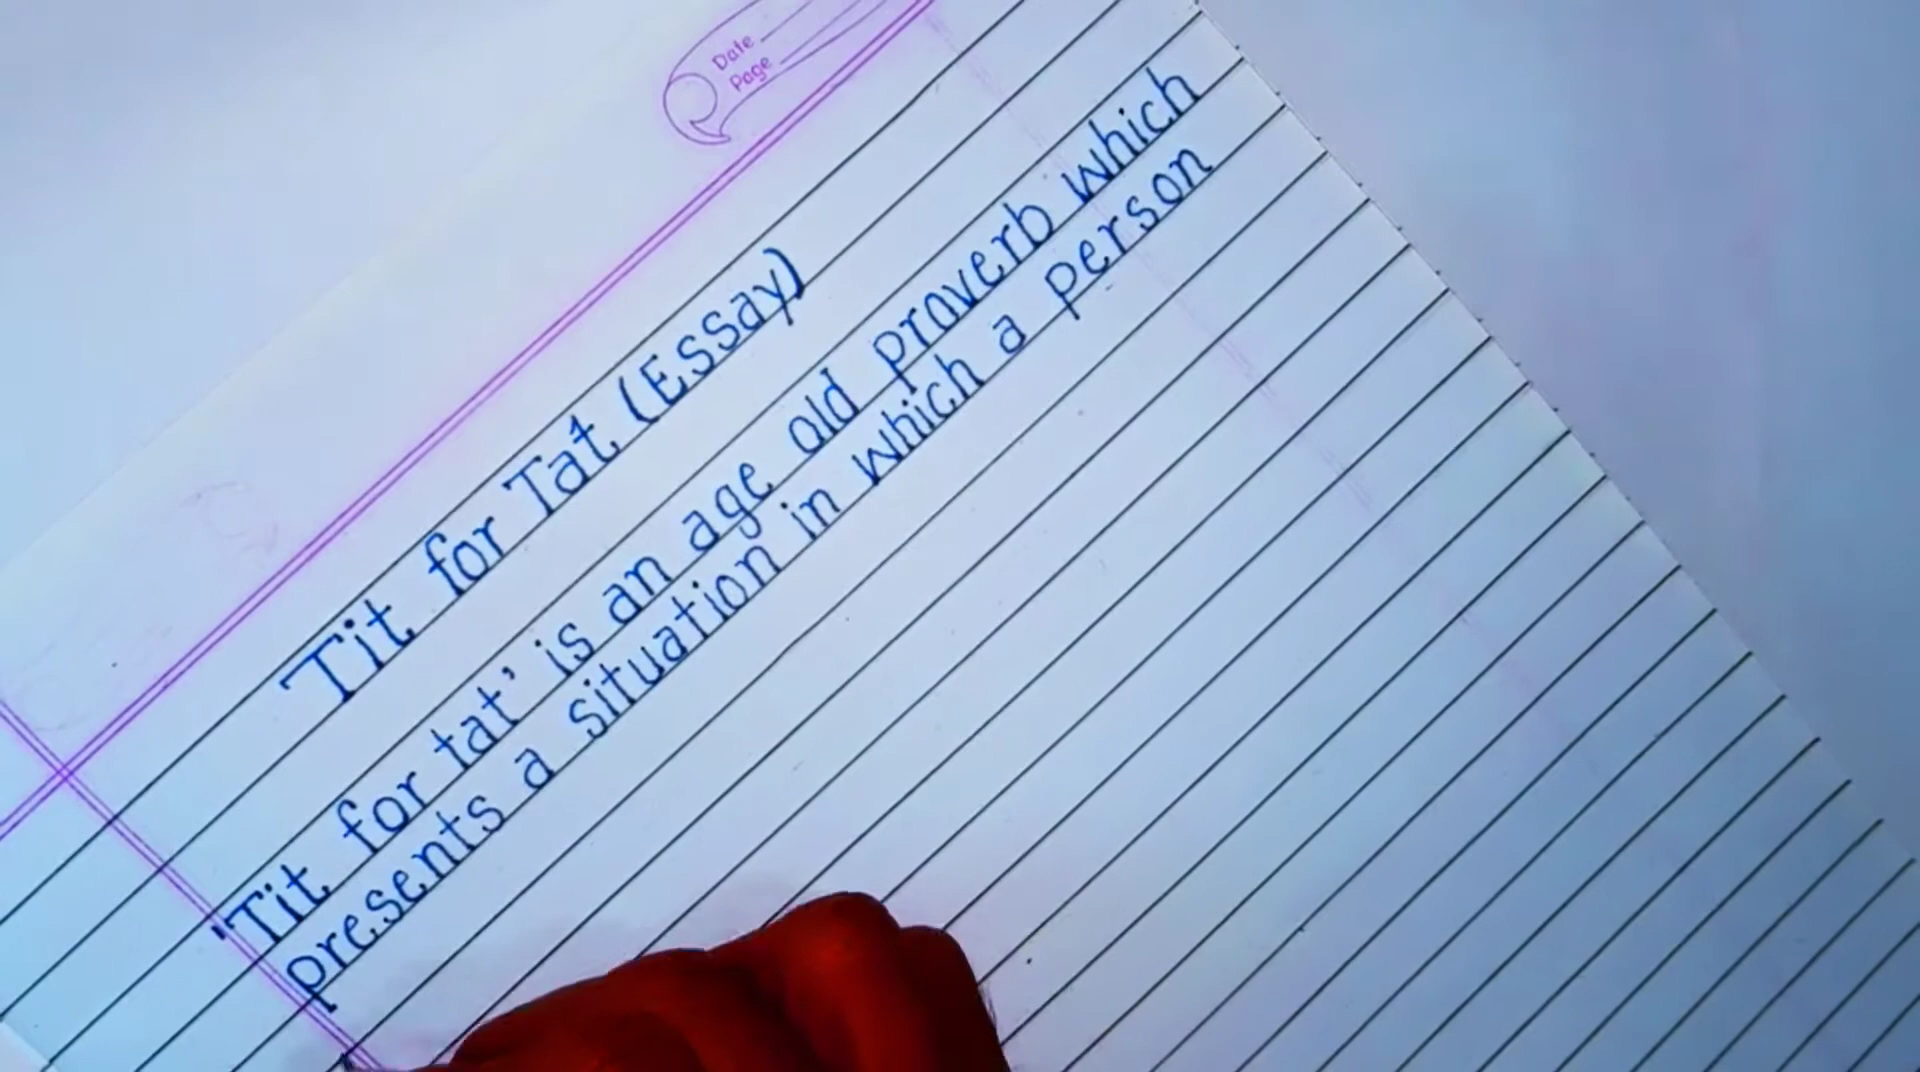 Date
Page
Tit for Tat (Essay)
'Tit for tat' is an age old proverb which
presents a situation in which a person